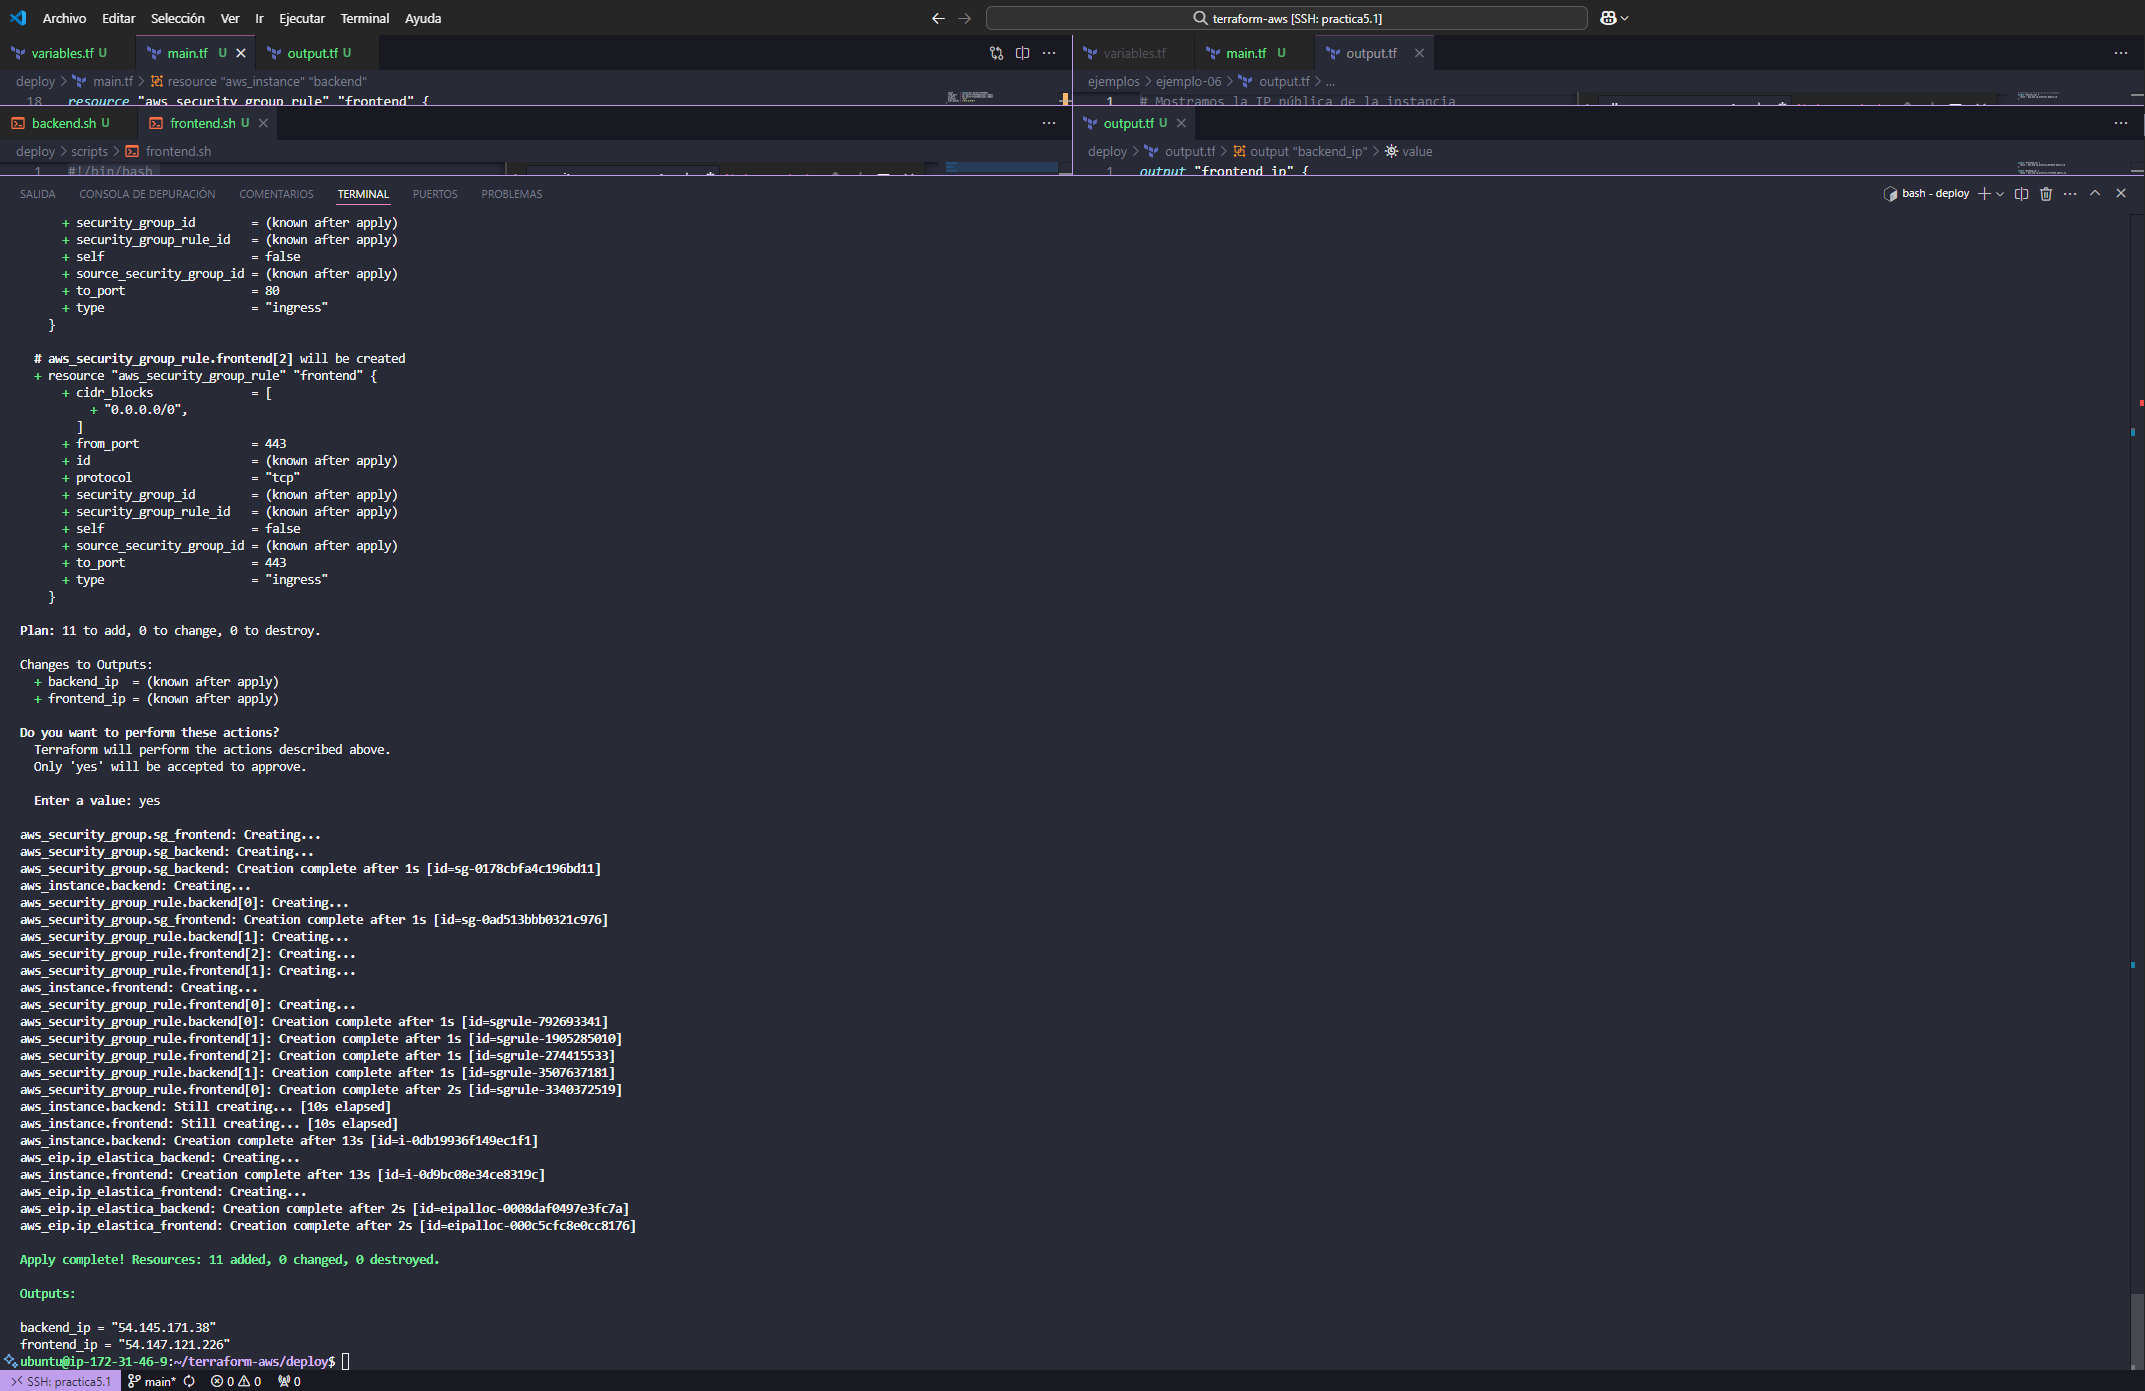 Archivo Editar Selección Ver Ir Ejecutar Terminal Ayuda
terraform-aws [SSH: practica5.1]
variables.tf U main.tf U output.tf U
variables.tf main.tf U output.tf
deploy > main.tf > resource "aws_instance" "backend"
ejemplos > ejemplo-06 > output.tf > ...
18 resource "aws_security_group_rule" "frontend" {
1 # Mostramos la IP pública de la instancia
backend.sh U frontend.sh U
output.tf U
deploy > scripts > frontend.sh
deploy > output.tf > output "backend_ip" > value
1 #!/bin/bash
1 output "frontend_ip" {
SALIDA CONSOLA DE DEPURACIÓN COMENTARIOS TERMINAL PUERTOS PROBLEMAS
bash - deploy
+ security_group_id = (known after apply)
+ security_group_rule_id = (known after apply)
+ self = false
+ source_security_group_id = (known after apply)
+ to_port = 80
+ type = "ingress"
}
# aws_security_group_rule.frontend[2] will be created
+ resource "aws_security_group_rule" "frontend" {
+ cidr_blocks = [
+ "0.0.0.0/0",
]
+ from_port = 443
+ id = (known after apply)
+ protocol = "tcp"
+ security_group_id = (known after apply)
+ security_group_rule_id = (known after apply)
+ self = false
+ source_security_group_id = (known after apply)
+ to_port = 443
+ type = "ingress"
}
Plan: 11 to add, 0 to change, 0 to destroy.
Changes to Outputs:
+ backend_ip = (known after apply)
+ frontend_ip = (known after apply)
Do you want to perform these actions?
Terraform will perform the actions described above.
Only 'yes' will be accepted to approve.
Enter a value: yes
aws_security_group.sg_frontend: Creating...
aws_security_group.sg_backend: Creating...
aws_security_group.sg_backend: Creation complete after 1s [id=sg-0178cbfa4c196bd11]
aws_instance.backend: Creating...
aws_security_group_rule.backend[0]: Creating...
aws_security_group.sg_frontend: Creation complete after 1s [id=sg-0ad513bbb0321c976]
aws_security_group_rule.backend[1]: Creating...
aws_security_group_rule.frontend[2]: Creating...
aws_security_group_rule.frontend[1]: Creating...
aws_instance.frontend: Creating...
aws_security_group_rule.frontend[0]: Creating...
aws_security_group_rule.backend[0]: Creation complete after 1s [id=sgrule-792693341]
aws_security_group_rule.frontend[1]: Creation complete after 1s [id=sgrule-1905285010]
aws_security_group_rule.frontend[2]: Creation complete after 1s [id=sgrule-274415533]
aws_security_group_rule.backend[1]: Creation complete after 1s [id=sgrule-3507637181]
aws_security_group_rule.frontend[0]: Creation complete after 2s [id=sgrule-3340372519]
aws_instance.backend: Still creating... [10s elapsed]
aws_instance.frontend: Still creating... [10s elapsed]
aws_instance.backend: Creation complete after 13s [id=i-0db19936f149ec1f1]
aws_eip.ip_elastica_backend: Creating...
aws_instance.frontend: Creation complete after 13s [id=i-0d9bc08e34ce8319c]
aws_eip.ip_elastica_frontend: Creating...
aws_eip.ip_elastica_backend: Creation complete after 2s [id=eipalloc-0008daf0497e3fc7a]
aws_eip.ip_elastica_frontend: Creation complete after 2s [id=eipalloc-000c5cfc8e0cc8176]
Apply complete! Resources: 11 added, 0 changed, 0 destroyed.
Outputs:
backend_ip = "54.145.171.38"
frontend_ip = "54.147.121.226"
ubuntu@ip-172-31-46-9:~/terraform-aws/deploy$
SSH: practica5.1 main* 0 0 0